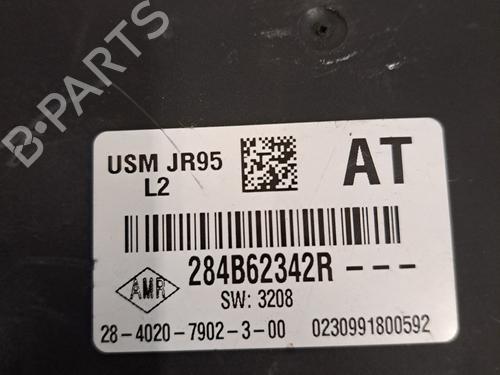 B-PARTS
USM JR95
L2
AT
284B62342R---
AMR
SW: 3208
28-4020-7902-3-00 0230991800592